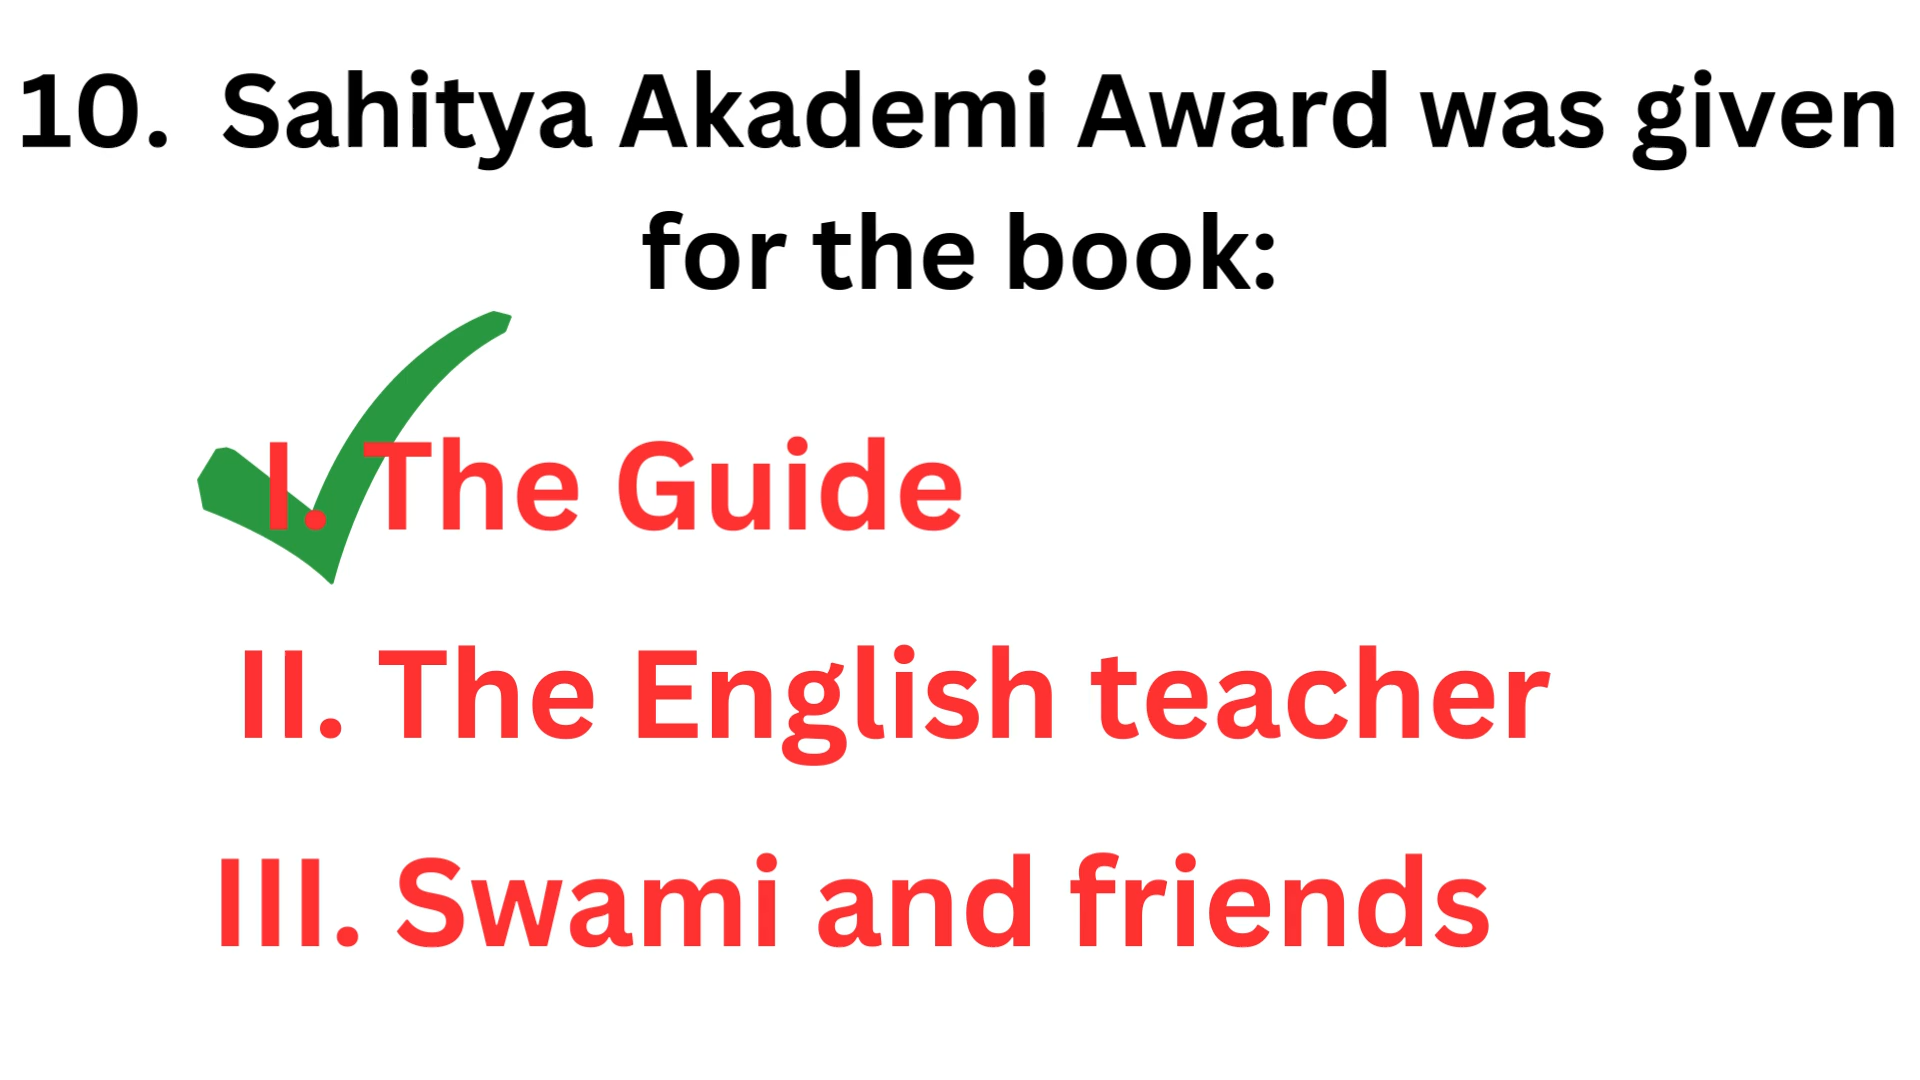 10. Sahitya Akademi Award was given
for the book:
I. The Guide
II. The English teacher
III. Swami and friends